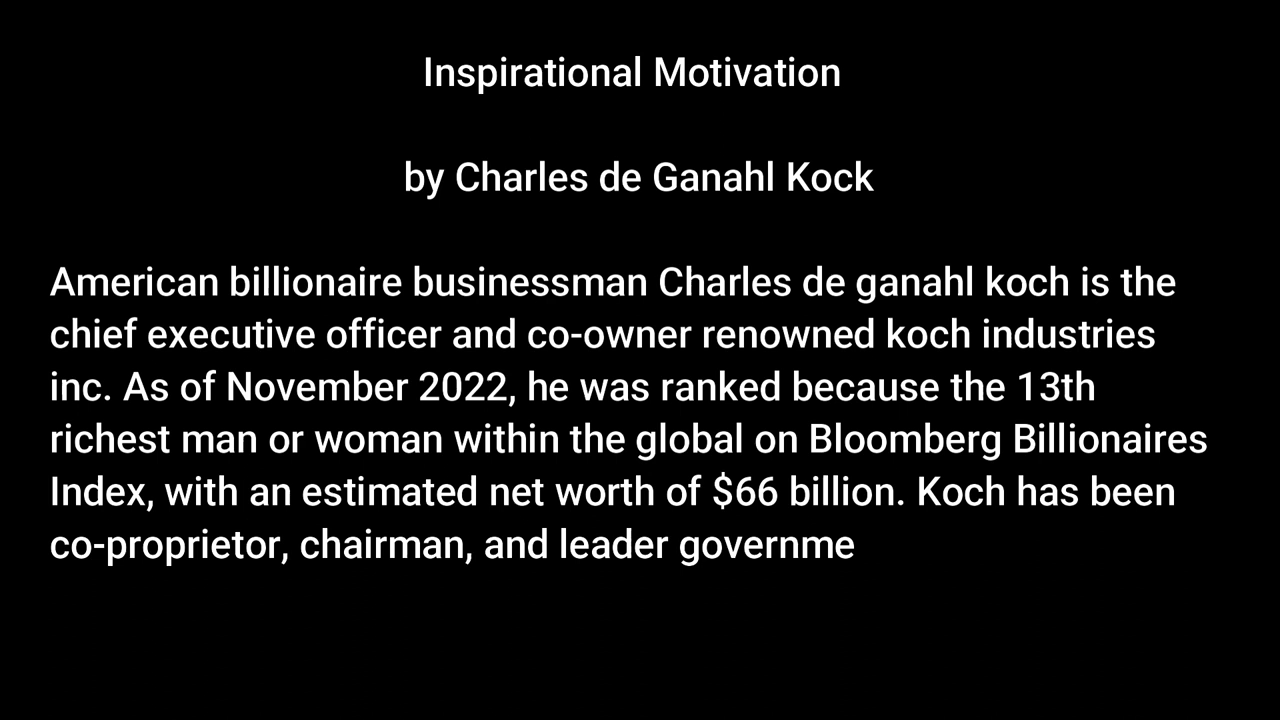 Inspirational Motivation
by Charles de Ganahl Kock
American billionaire businessman Charles de ganahl koch is the
chief executive officer and co-owner renowned koch industries
inc. As of November 2022, he was ranked because the 13th
richest man or woman within the global on Bloomberg Billionaires
Index, with an estimated net worth of $66 billion. Koch has been
co-proprietor, chairman, and leader governme